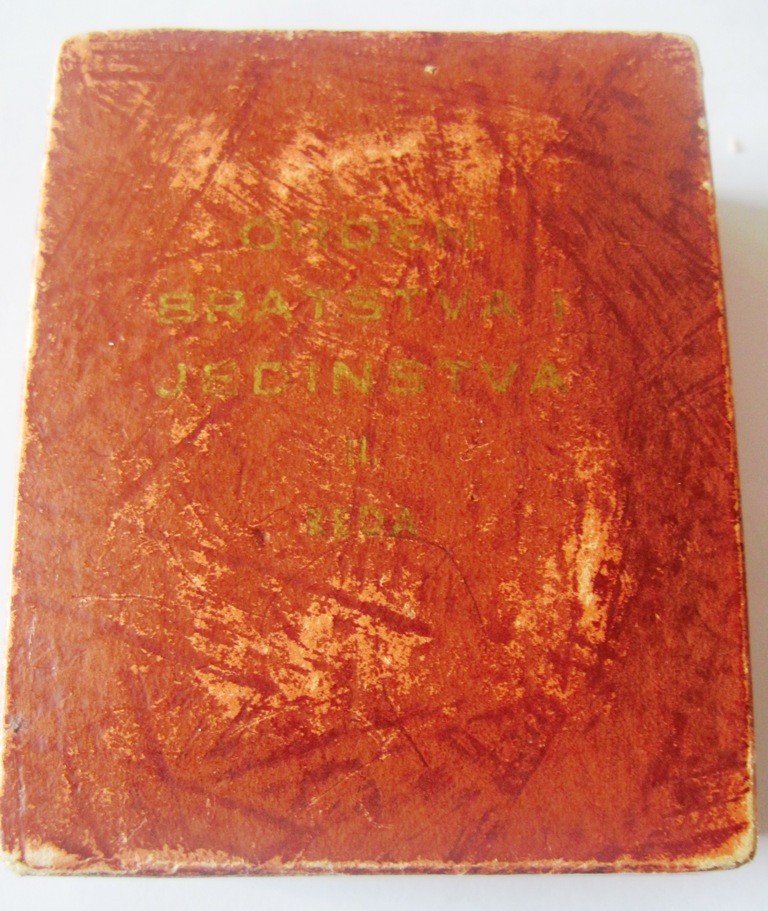 ORDEN
BRATSTVA I
JEDINSTVA
II.
REDA